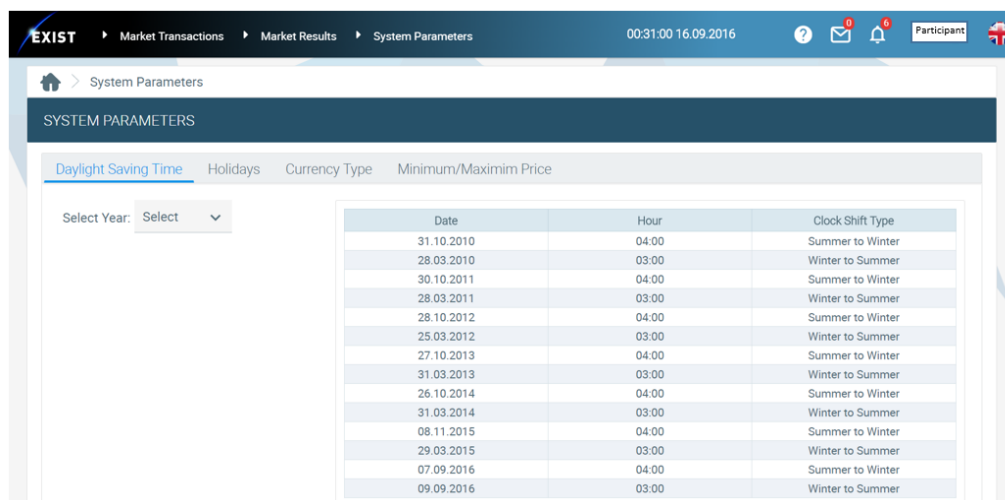 EXIST Market Transactions Market Results System Parameters 00:31:00 16.09.2016 ? 0 6 Participant
System Parameters
SYSTEM PARAMETERS
Daylight Saving Time Holidays Currency Type Minimum/Maximim Price
Select Year: Select
Date Hour Clock Shift Type
31.10.2010 04:00 Summer to Winter
28.03.2010 03:00 Winter to Summer
30.10.2011 04:00 Summer to Winter
28.03.2011 03:00 Winter to Summer
28.10.2012 04:00 Summer to Winter
25.03.2012 03:00 Winter to Summer
27.10.2013 04:00 Summer to Winter
31.03.2013 03:00 Winter to Summer
26.10.2014 04:00 Summer to Winter
31.03.2014 03:00 Winter to Summer
08.11.2015 04:00 Summer to Winter
29.03.2015 03:00 Winter to Summer
07.09.2016 04:00 Summer to Winter
09.09.2016 03:00 Winter to Summer